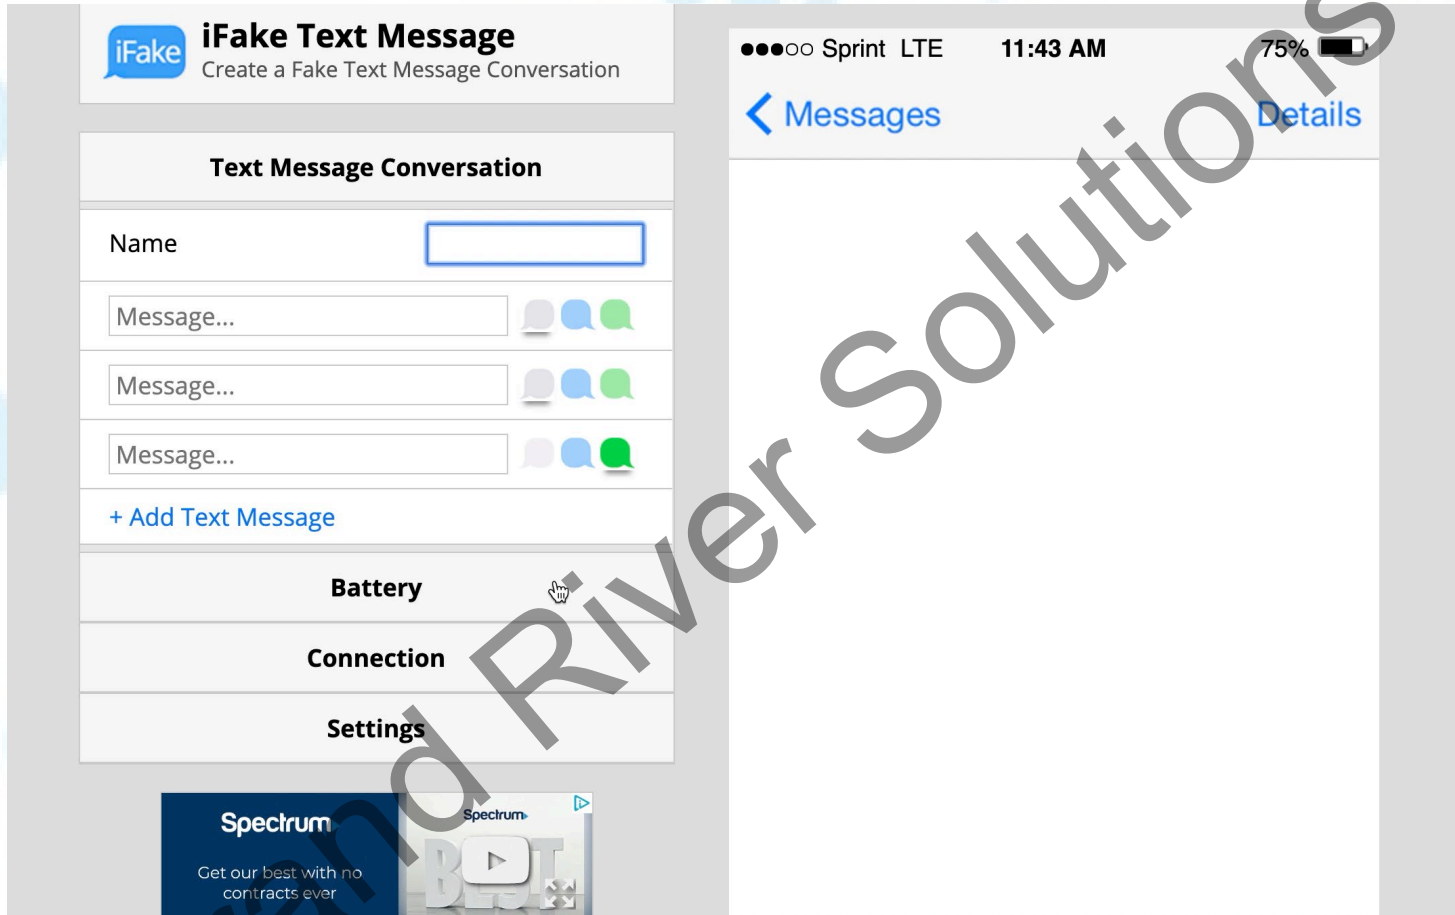 iFake
iFake Text Message
Create a Fake Text Message Conversation
Text Message Conversation
Name
Message...
Message...
Message...
+ Add Text Message
Battery
Connection
Settings
Spectrum
Get our best with no
contracts ever
Spectrum
BEST
Sprint LTE 11:43 AM 75%
Messages Details
and River Solutions